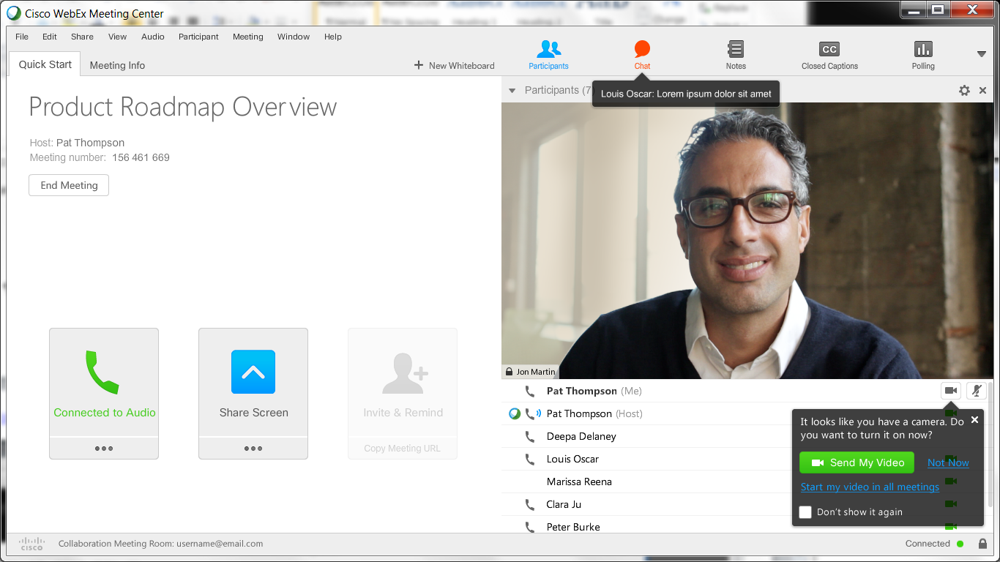 Cisco WebEx Meeting Center
File Edit Share View Audio Participant Meeting Window Help
Quick Start Meeting Info + New Whiteboard
Participants Chat Notes CC Closed Captions Polling
Participants (7
Louis Oscar: Lorem ipsum dolor sit amet
Product Roadmap Overview
Host: Pat Thompson
Meeting number: 156 461 669
End Meeting
Connected to Audio
Share Screen
Invite & Remind
Copy Meeting URL
Jon Martin
Pat Thompson (Me)
Pat Thompson (Host)
Deepa Delaney
Louis Oscar
Marissa Reena
Clara Ju
Peter Burke
It looks like you have a camera. Do
you want to turn it on now?
Send My Video Not Now
Start my video in all meetings
Don't show it again
cisco Collaboration Meeting Room: username@email.com
Connected